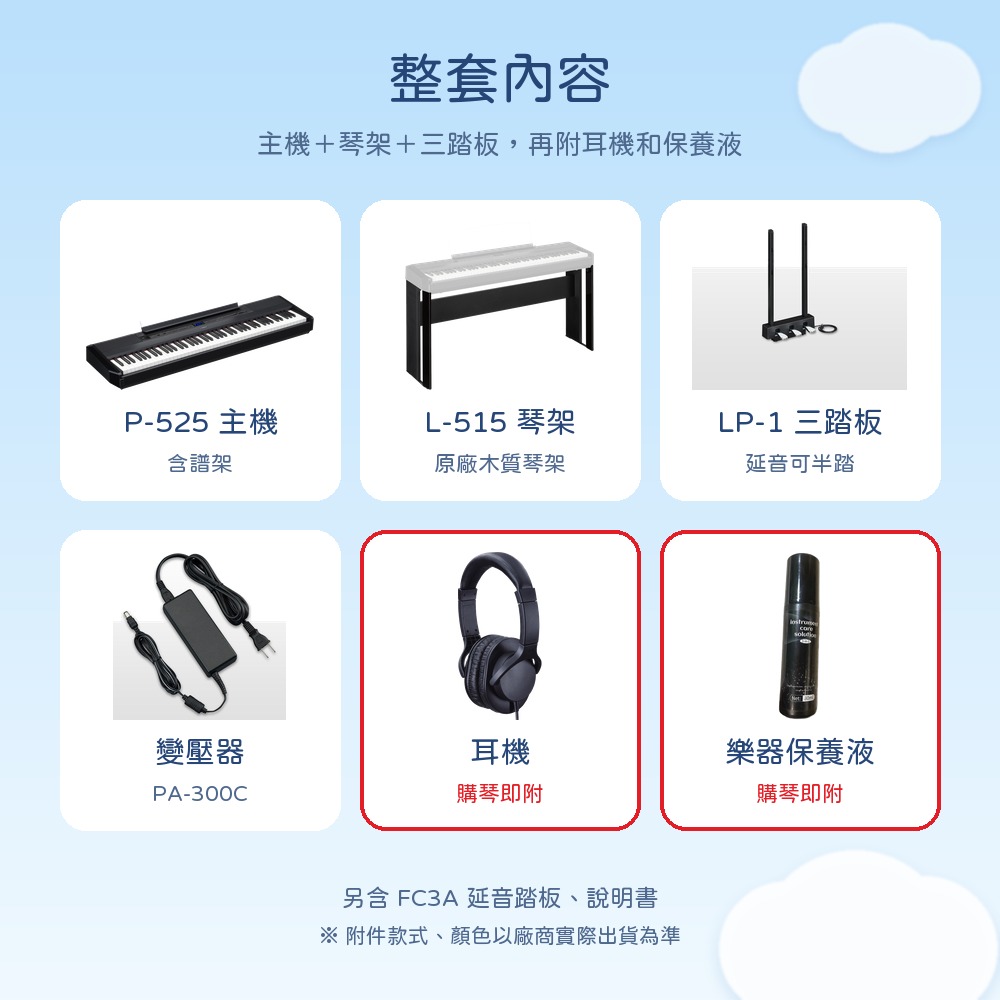 整套內容
主機＋琴架＋三踏板，再附耳機和保養液
P-525 主機
含譜架
L-515 琴架
原廠木質琴架
LP-1 三踏板
延音可半踏
變壓器
PA-300C
耳機
購琴即附
instrument
care
solution
樂器保養液
購琴即附
另含 FC3A 延音踏板、說明書
※ 附件款式、顏色以廠商實際出貨為準